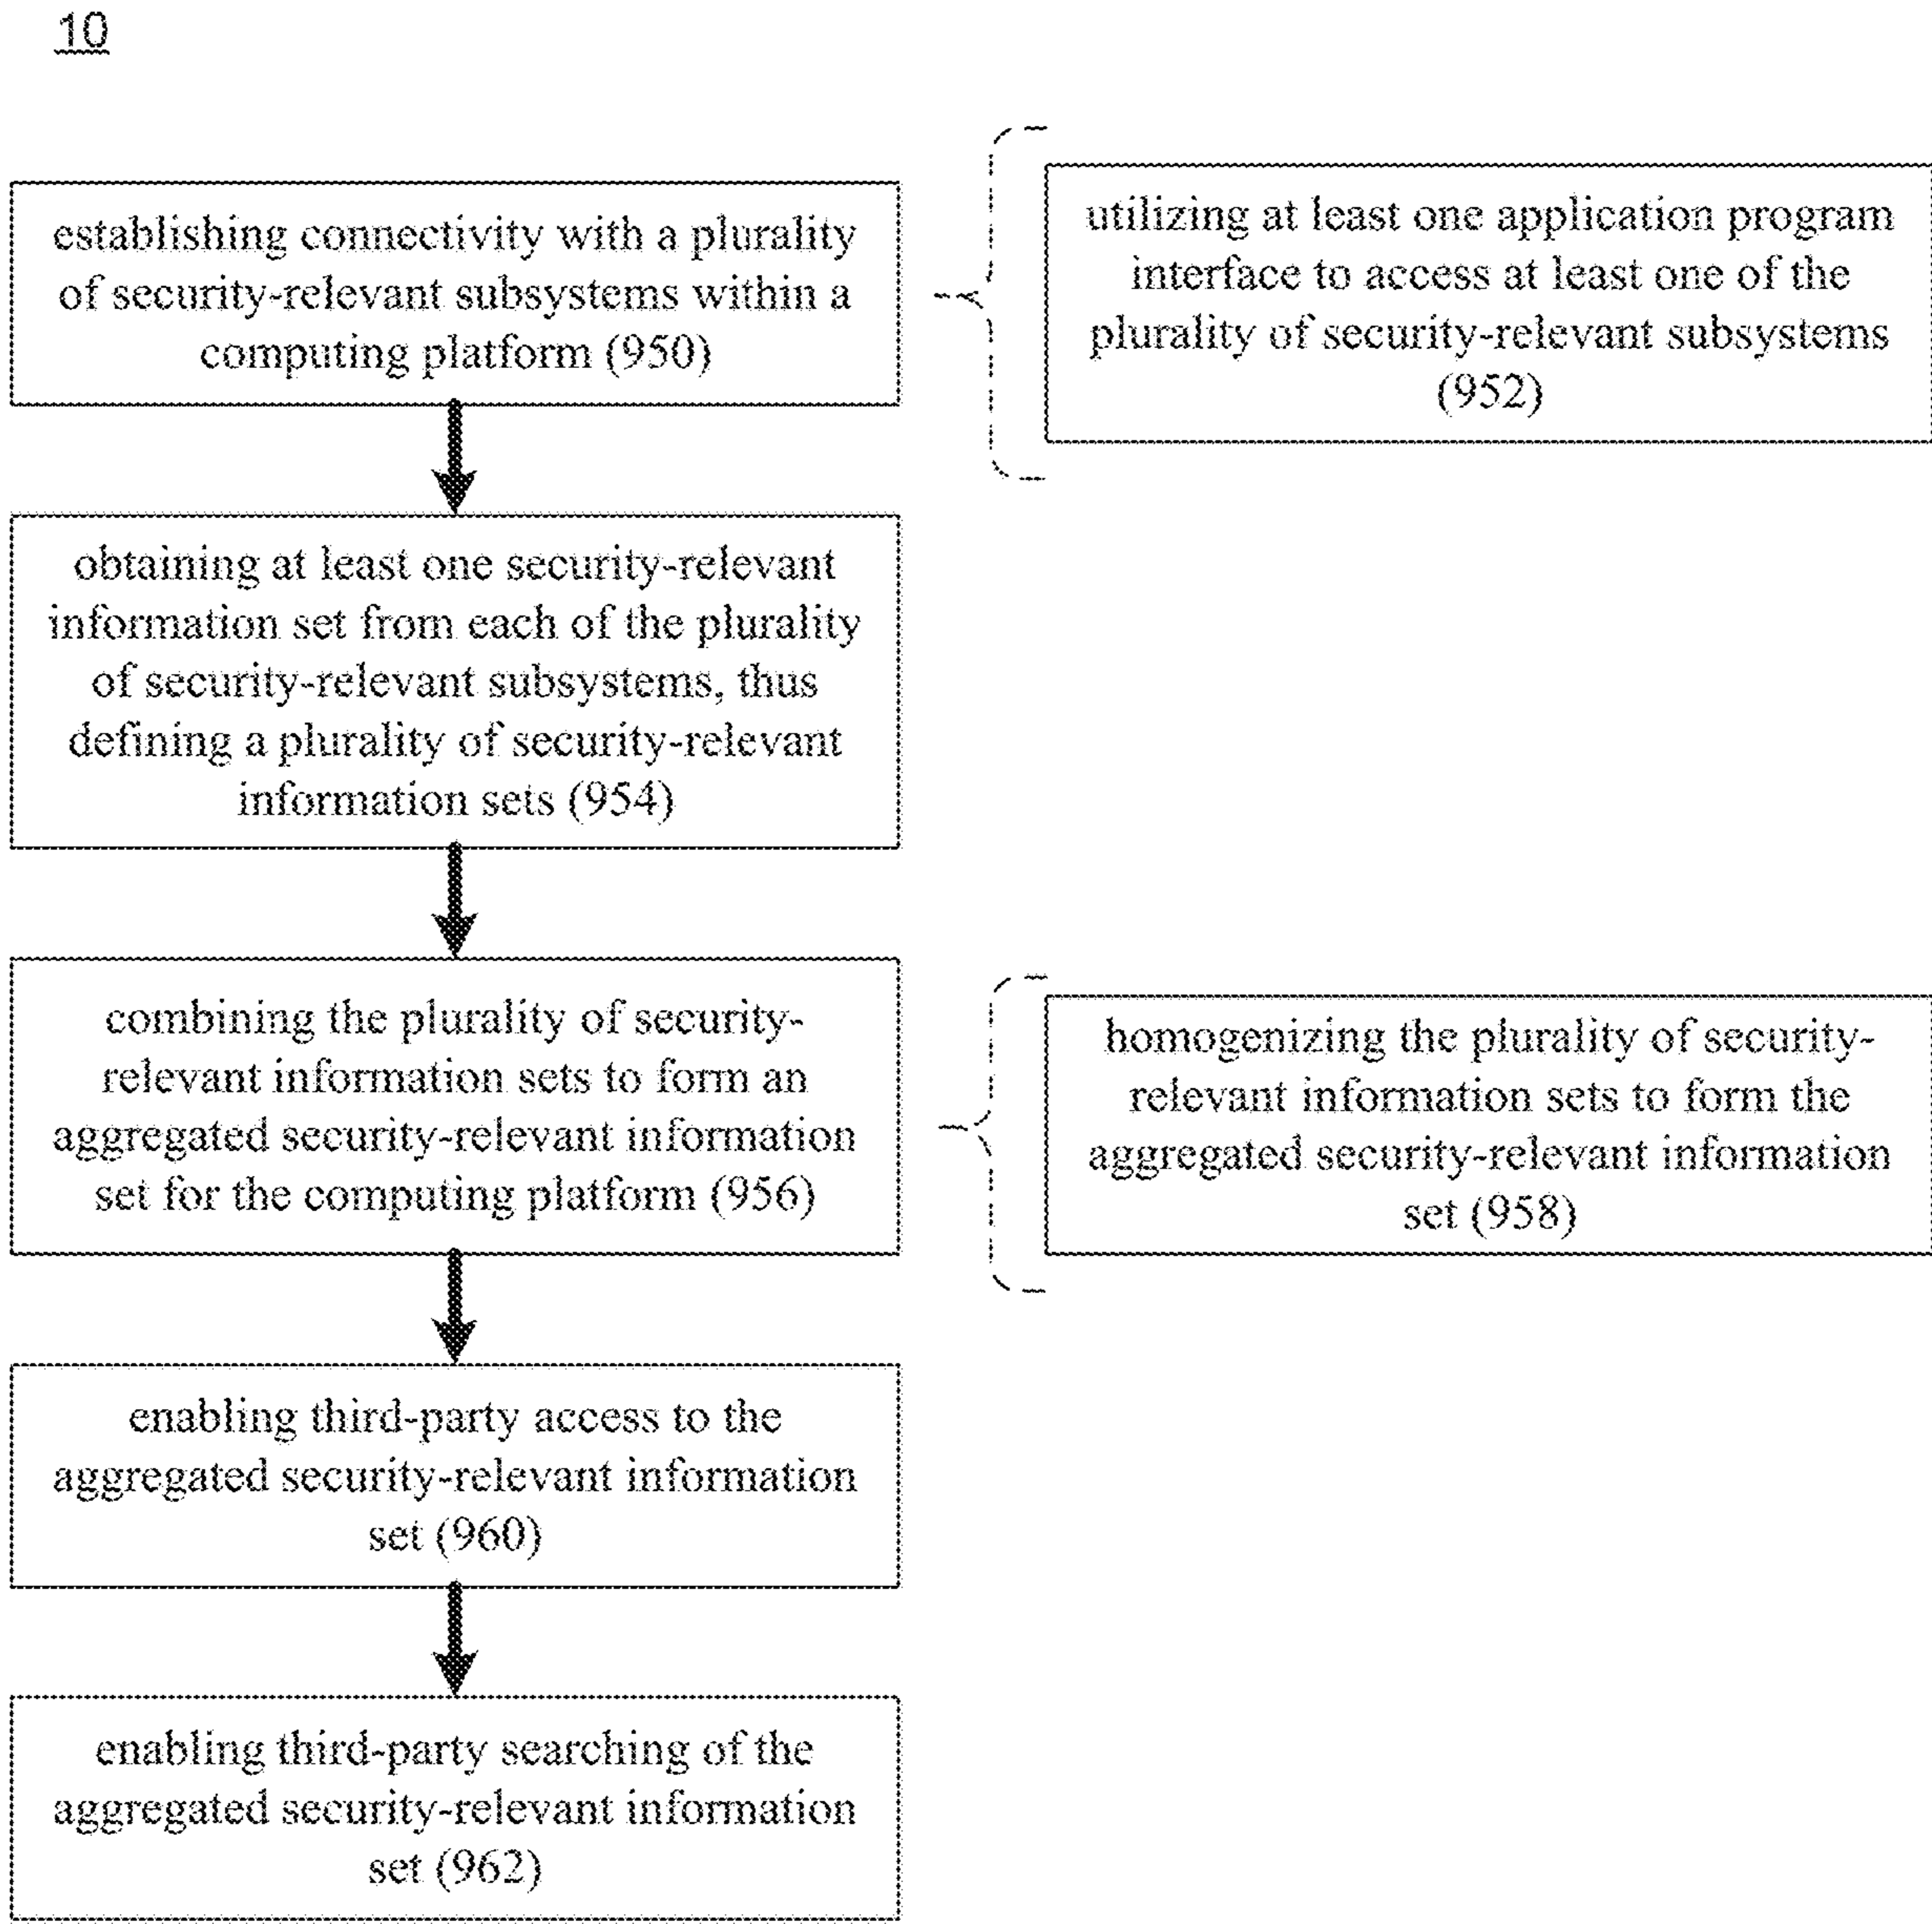 10
establishing connectivity with a plurality
of security-relevant subsystems within a
computing platform (950)
utilizing at least one application program
interface to access at least one of the
plurality of security-relevant subsystems
(952)
obtaining at least one security-relevant
information set from each of the plurality
of security-relevant subsystems, thus
defining a plurality of security-relevant
information sets (954)
combining the plurality of security-
relevant information sets to form an
aggregated security-relevant information
set for the computing platform (956)
homogenizing the plurality of security-
relevant information sets to form the
aggregated security-relevant information
set (958)
enabling third-party access to the
aggregated security-relevant information
set (960)
enabling third-party searching of the
aggregated security-relevant information
set (962)